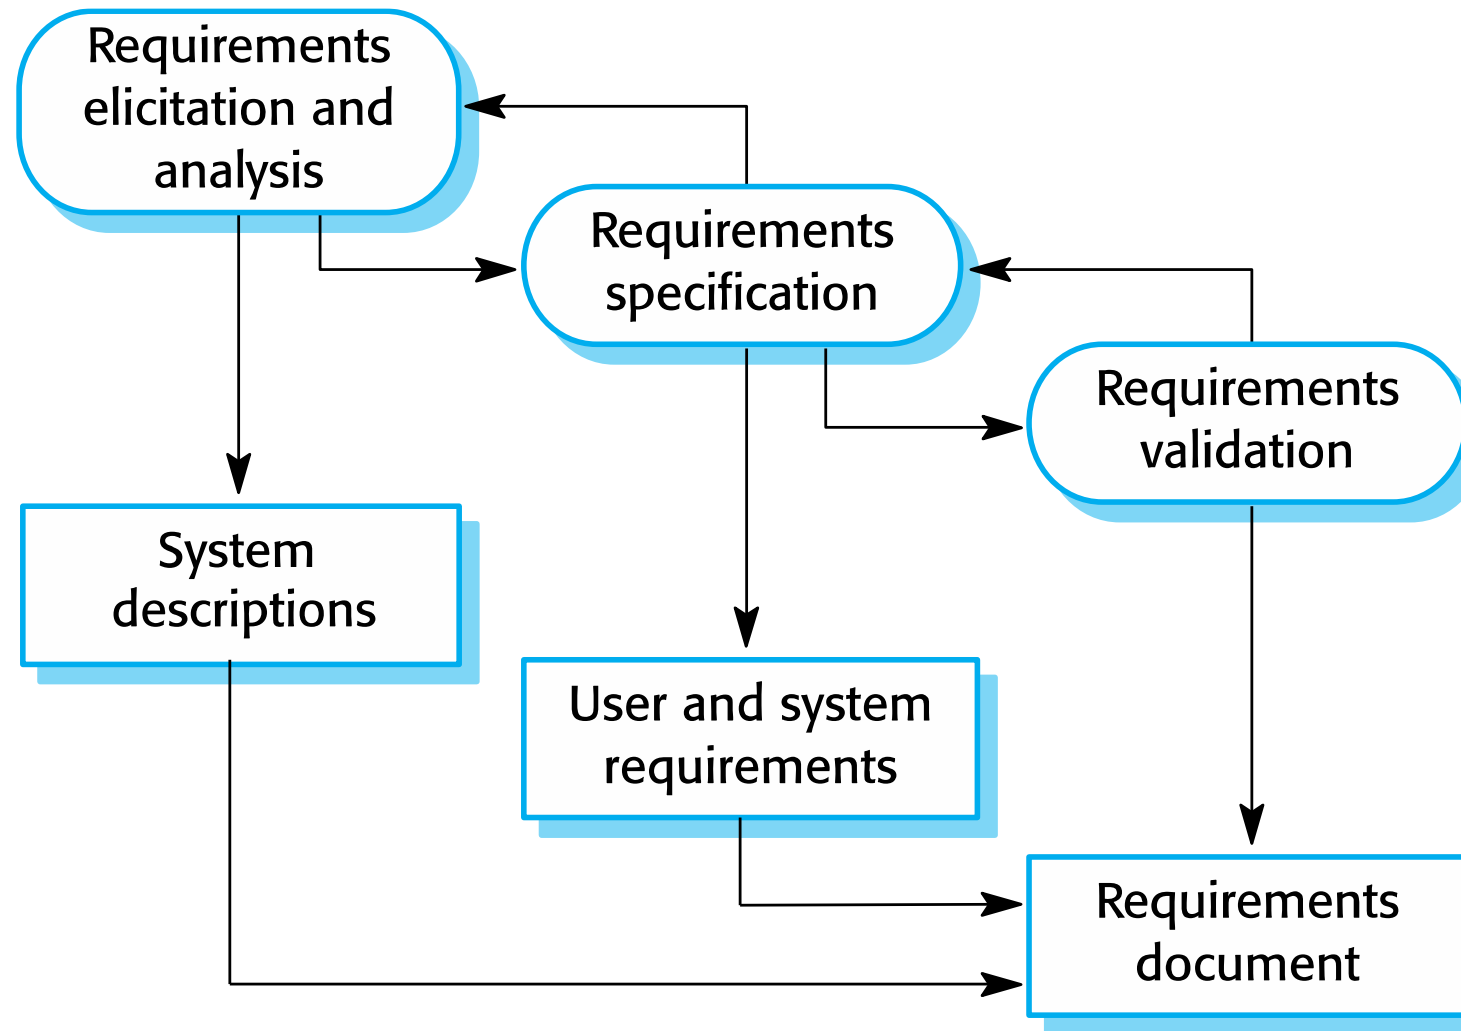 Requirements
elicitation and
analysis
Requirements
specification
Requirements
validation
System
descriptions
User and system
requirements
Requirements
document